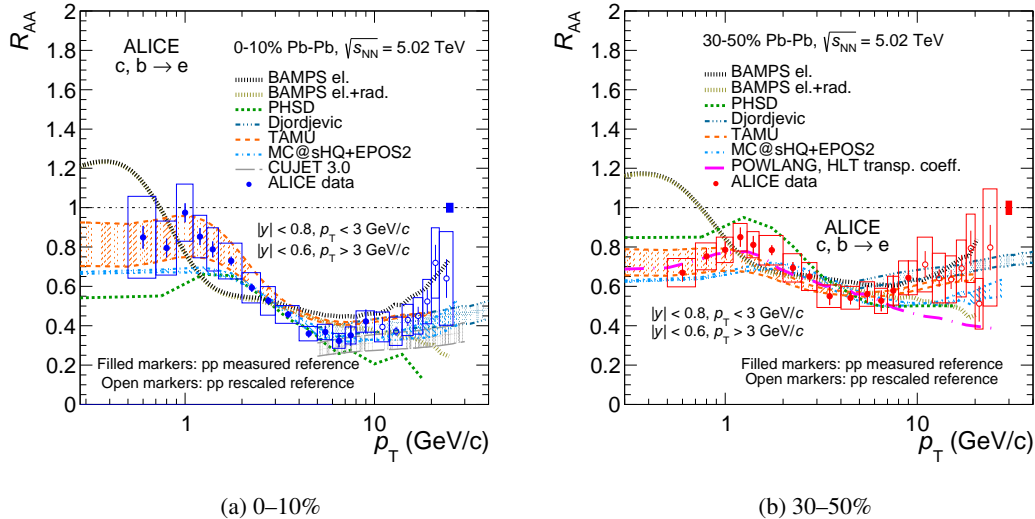 R_AA
2
1.8
1.6
1.4
1.2
1
0.8
0.6
0.4
0.2
0
ALICE
c, b → e
0-10% Pb-Pb, √s_NN = 5.02 TeV
BAMPS el.
BAMPS el.+rad.
PHSD
Djordjevic
TAMU
MC@sHQ+EPOS2
CUJET 3.0
ALICE data
|y| < 0.8, p_T < 3 GeV/c
|y| < 0.6, p_T > 3 GeV/c
Filled markers: pp measured reference
Open markers: pp rescaled reference
1
10
p_T (GeV/c)
(a) 0–10%
R_AA
2
1.8
1.6
1.4
1.2
1
0.8
0.6
0.4
0.2
0
30-50% Pb-Pb, √s_NN = 5.02 TeV
BAMPS el.
BAMPS el.+rad.
PHSD
Djordjevic
TAMU
MC@sHQ+EPOS2
POWLANG, HLT transp. coeff.
ALICE data
ALICE
c, b → e
|y| < 0.8, p_T < 3 GeV/c
|y| < 0.6, p_T > 3 GeV/c
Filled markers: pp measured reference
Open markers: pp rescaled reference
1
10
p_T (GeV/c)
(b) 30–50%